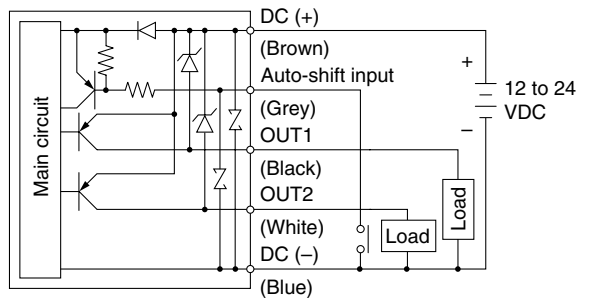 Main circuit
DC (+)
(Brown)
Auto-shift input
(Grey)
OUT1
(Black)
OUT2
(White)
DC (–)
(Blue)
Load
Load
+
12 to 24
VDC
–